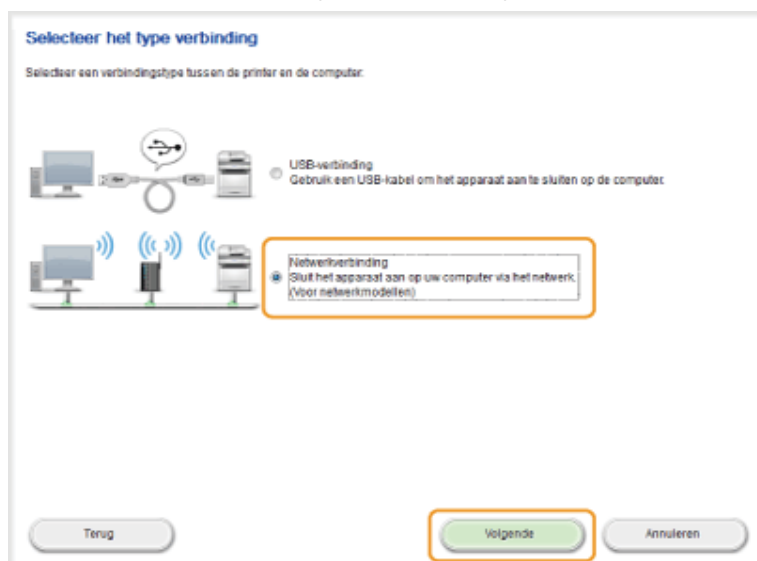 Selecteer het type verbinding
Selecteer een verbindingstype tussen de printer en de computer.
USB-verbinding
Gebruik een USB-kabel om het apparaat aan te sluiten op de computer.
Netwerkverbinding
Sluit het apparaat aan op uw computer via het netwerk.
(Voor netwerkmodellen)
Terug
Volgende
Annuleren